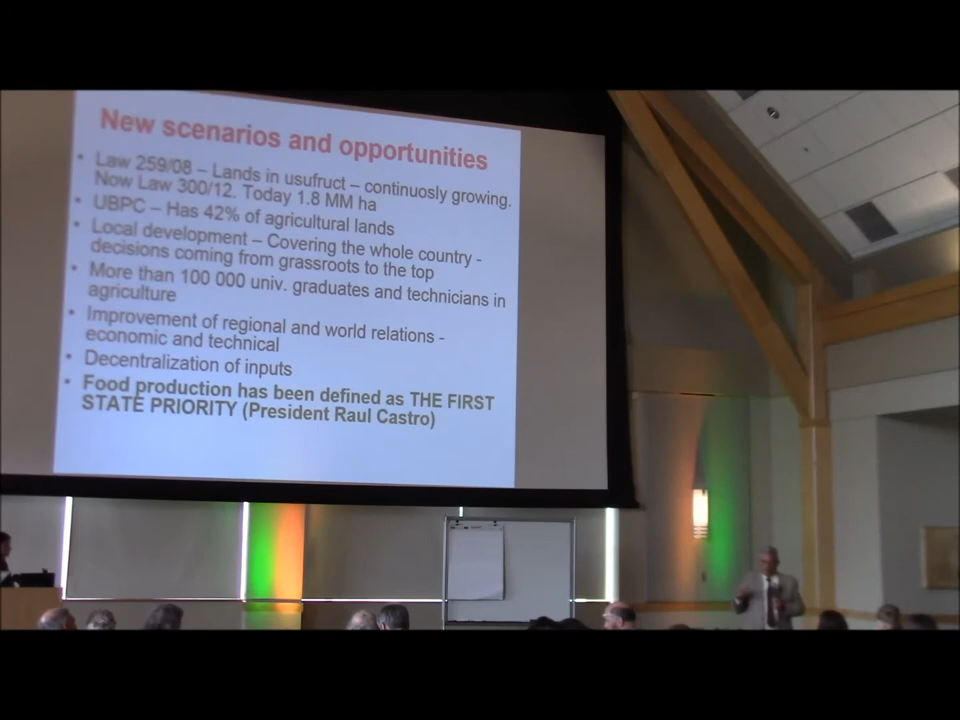 New scenarios and opportunities
• Law 259/08 – Lands in usufruct – continuosly growing.
Now Law 300/12. Today 1.8 MM ha
• UBPC – Has 42% of agricultural lands
• Local development – Covering the whole country -
decisions coming from grassroots to the top
• More than 100 000 univ. graduates and technicians in
agriculture
• Improvement of regional and world relations -
economic and technical
• Decentralization of inputs
• Food production has been defined as THE FIRST
STATE PRIORITY (President Raul Castro)